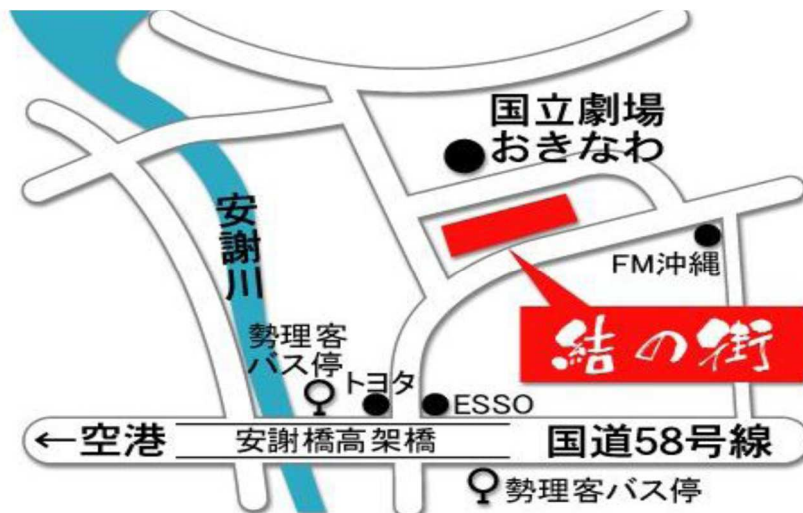 国立劇場
おきなわ
安謝川
FM沖縄
結の街
勢理客
バス停
トヨタ
ESSO
←空港
安謝橋高架橋
国道58号線
勢理客バス停